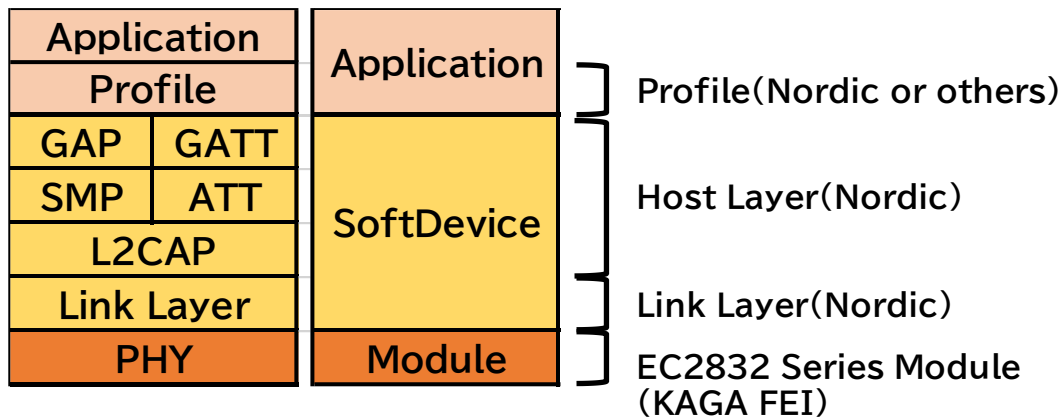 Application
Profile
GAP GATT
SMP ATT
L2CAP
Link Layer
PHY
Application
SoftDevice
Module
Profile(Nordic or others)
Host Layer(Nordic)
Link Layer(Nordic)
EC2832 Series Module
(KAGA FEI)